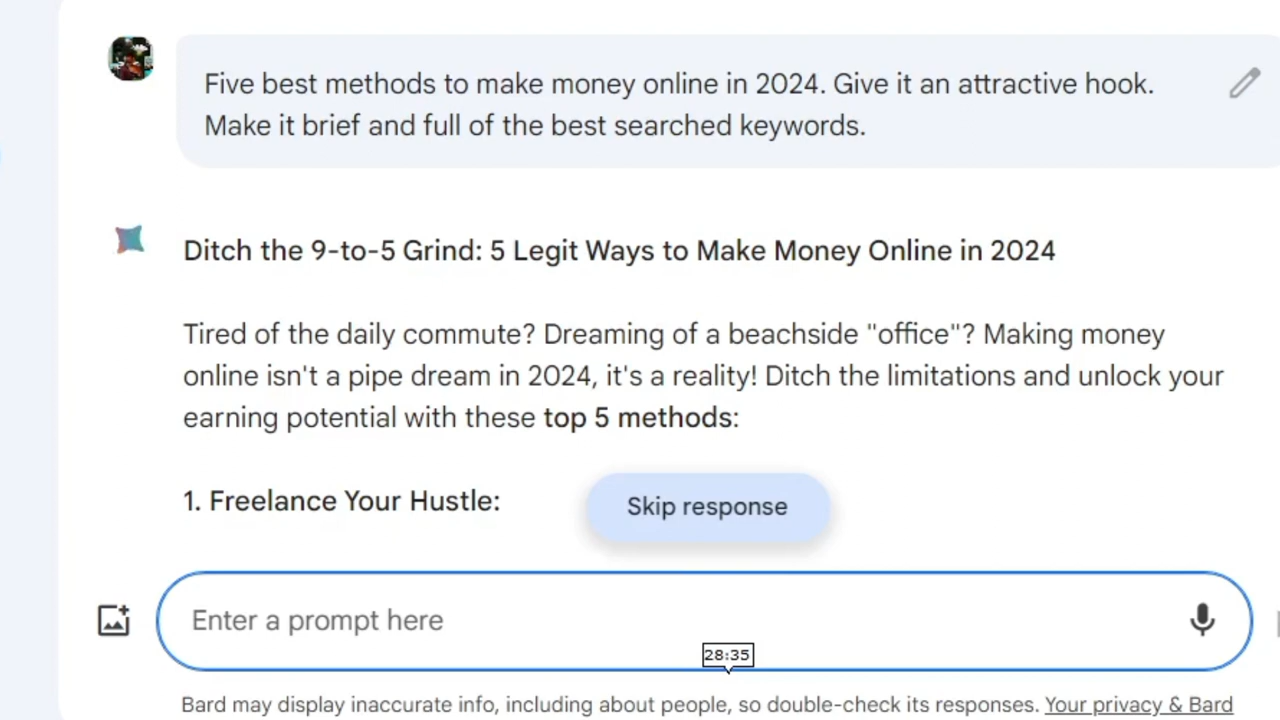 Five best methods to make money online in 2024. Give it an attractive hook.
Make it brief and full of the best searched keywords.
Ditch the 9-to-5 Grind: 5 Legit Ways to Make Money Online in 2024
Tired of the daily commute? Dreaming of a beachside "office"? Making money
online isn't a pipe dream in 2024, it's a reality! Ditch the limitations and unlock your
earning potential with these top 5 methods:
1. Freelance Your Hustle:
Skip response
Enter a prompt here
28:35
Bard may display inaccurate info, including about people, so double-check its responses. Your privacy & Bard